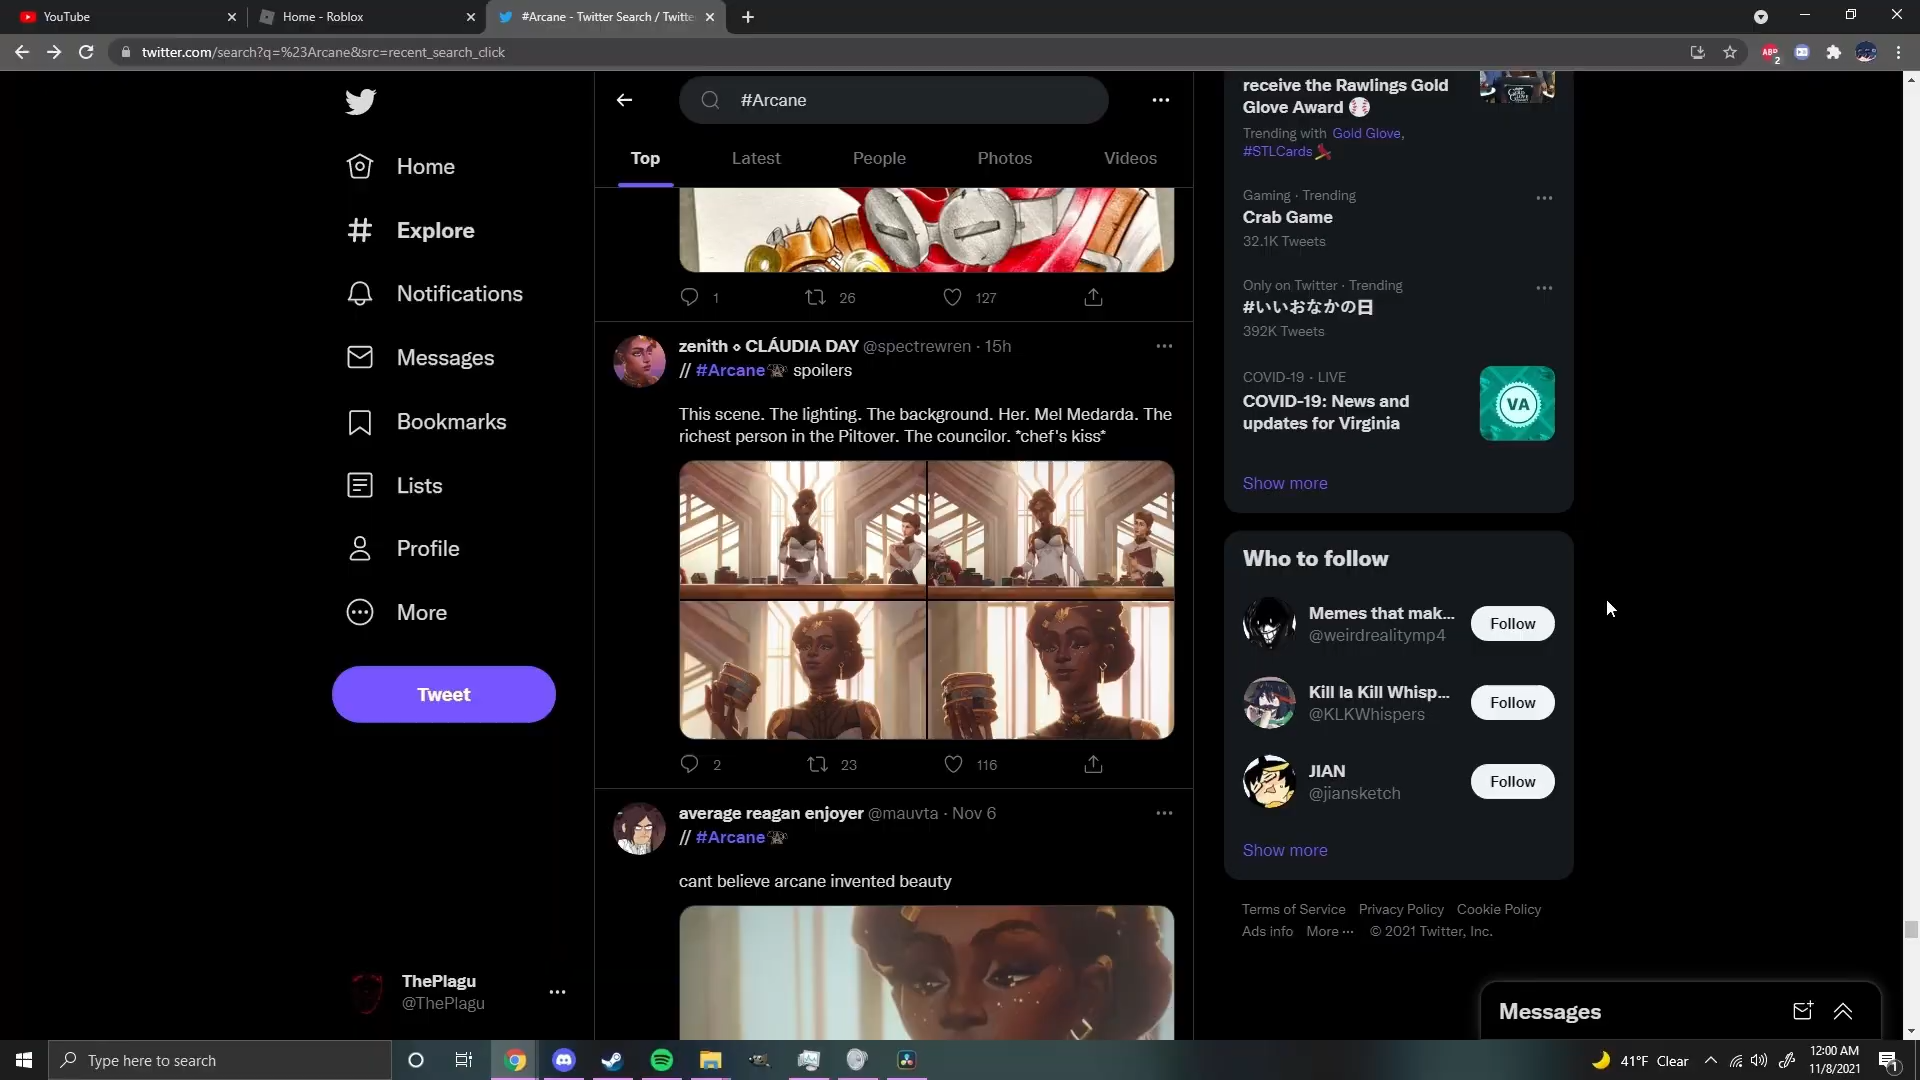 YouTube
Home - Roblox
#Arcane - Twitter Search / Twitte
twitter.com/search?q=%23Arcane&src=recent_search_click
ABP
2
#Arcane
Top
Latest
People
Photos
Videos
Home
Explore
Notifications
Messages
Bookmarks
Lists
Profile
More
Tweet
ThePlagu
@ThePlagu
1
26
127
zenith ⋄ CLÁUDIA DAY @spectrewren · 15h
// #Arcane spoilers
This scene. The lighting. The background. Her. Mel Medarda. The
richest person in the Piltover. The councilor. *chef's kiss*
2
23
116
average reagan enjoyer @mauvta · Nov 6
// #Arcane
cant believe arcane invented beauty
receive the Rawlings Gold
Glove Award
Trending with Gold Glove,
#STLCards
Gaming · Trending
Crab Game
32.1K Tweets
Only on Twitter · Trending
#いいおなかの日
392K Tweets
COVID-19 · LIVE
COVID-19: News and
updates for Virginia
VA
Show more
Who to follow
Memes that mak...
@weirdrealitymp4
Follow
Kill la Kill Whisp...
@KLKWhispers
Follow
JIAN
@jiansketch
Follow
Show more
Terms of Service Privacy Policy Cookie Policy
Ads info More ··· © 2021 Twitter, Inc.
Messages
Type here to search
41°F Clear
12:00 AM
11/8/2021
1